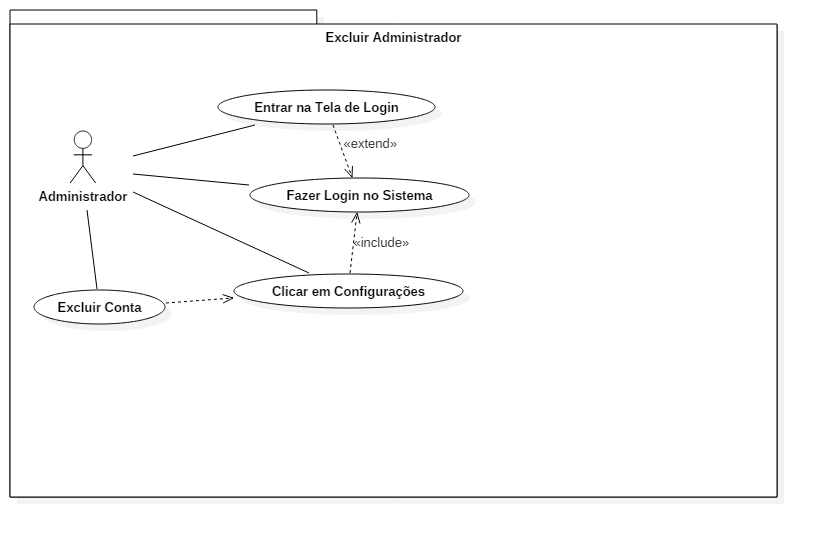 Excluir Administrador
Entrar na Tela de Login
«extend»
Fazer Login no Sistema
Administrador
«include»
Clicar em Configurações
Excluir Conta